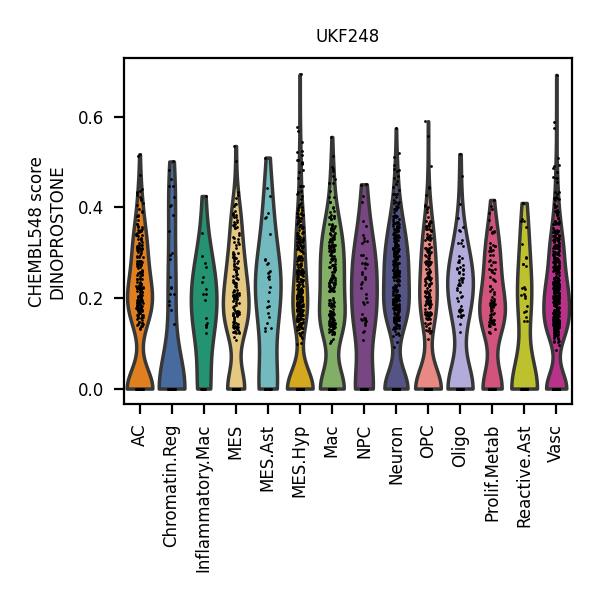 UKF248
CHEMBL548 score
DINOPROSTONE
0.6
0.4
0.2
0.0
AC
Chromatin.Reg
Inflammatory.Mac
MES
MES.Ast
MES.Hyp
Mac
NPC
Neuron
OPC
Oligo
Prolif.Metab
Reactive.Ast
Vasc